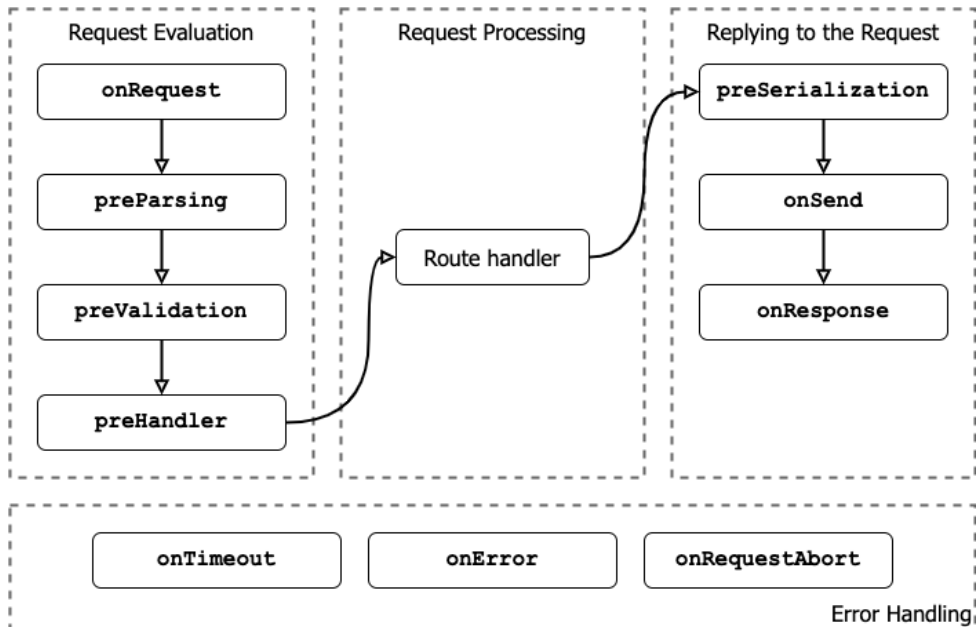 Request Evaluation
onRequest
preParsing
preValidation
preHandler
Request Processing
Route handler
Replying to the Request
preSerialization
onSend
onResponse
onTimeout
onError
onRequestAbort
Error Handling